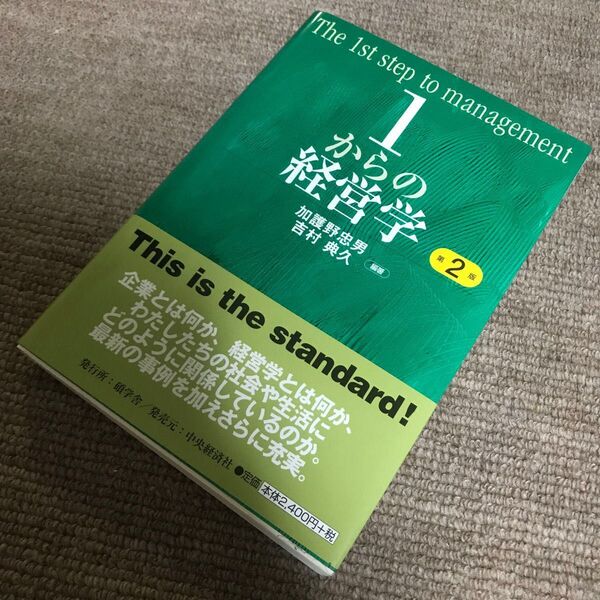 The 1st step to management
1
からの
経営学
加護野忠男
吉村 典久
編著
第2版
This is the standard!
企業とは何か、経営学とは何か、
わたしたちの社会や生活に
どのように関係しているのか。
最新の事例を加えさらに充実。
発行所：碩学舎／発売元：中央経済社●定価 本体2,400円+税